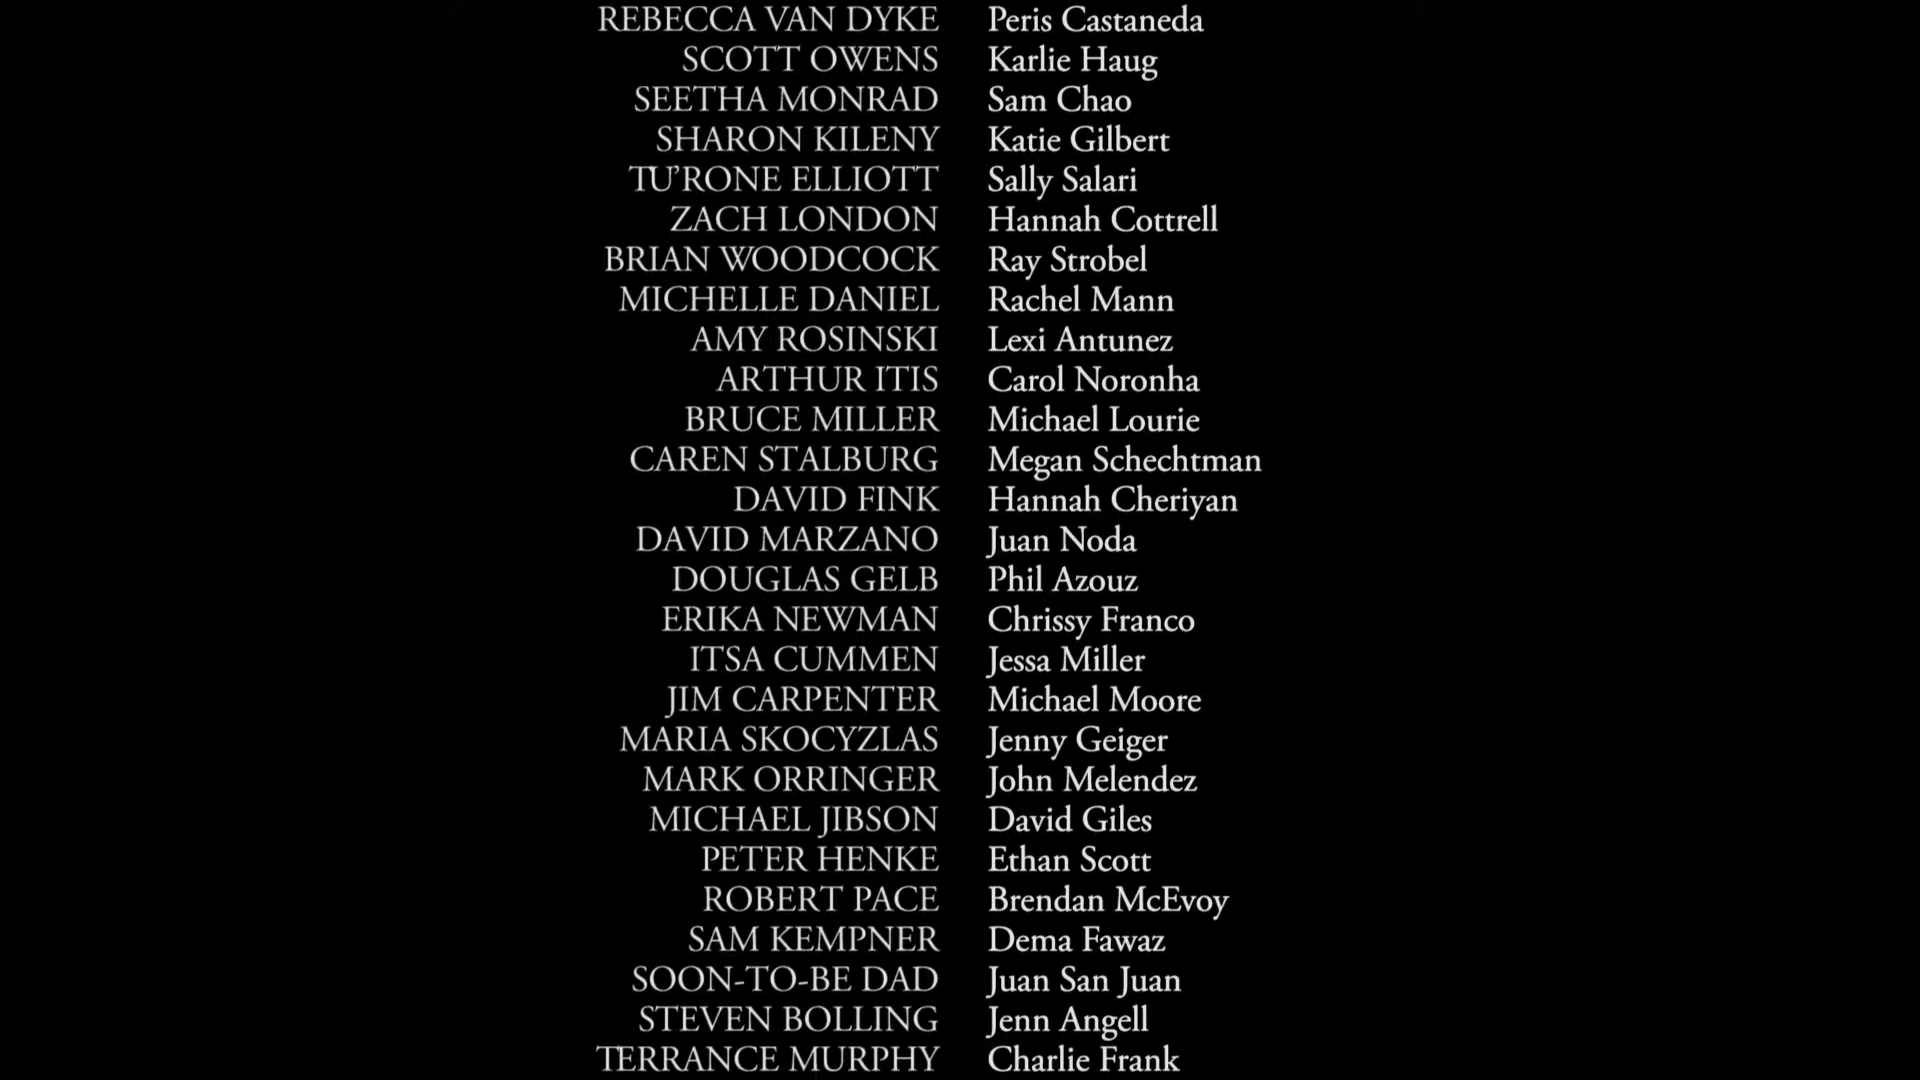 REBECCA VAN DYKE Peris Castaneda
SCOTT OWENS Karlie Haug
SEETHA MONRAD Sam Chao
SHARON KILENY Katie Gilbert
TU’RONE ELLIOTT Sally Salari
ZACH LONDON Hannah Cottrell
BRIAN WOODCOCK Ray Strobel
MICHELLE DANIEL Rachel Mann
AMY ROSINSKI Lexi Antunez
ARTHUR ITIS Carol Noronha
BRUCE MILLER Michael Lourie
CAREN STALBURG Megan Schechtman
DAVID FINK Hannah Cheriyan
DAVID MARZANO Juan Noda
DOUGLAS GELB Phil Azouz
ERIKA NEWMAN Chrissy Franco
ITSA CUMMEN Jessa Miller
JIM CARPENTER Michael Moore
MARIA SKOCYZLAS Jenny Geiger
MARK ORRINGER John Melendez
MICHAEL JIBSON David Giles
PETER HENKE Ethan Scott
ROBERT PACE Brendan McEvoy
SAM KEMPNER Dema Fawaz
SOON-TO-BE DAD Juan San Juan
STEVEN BOLLING Jenn Angell
TERRANCE MURPHY Charlie Frank